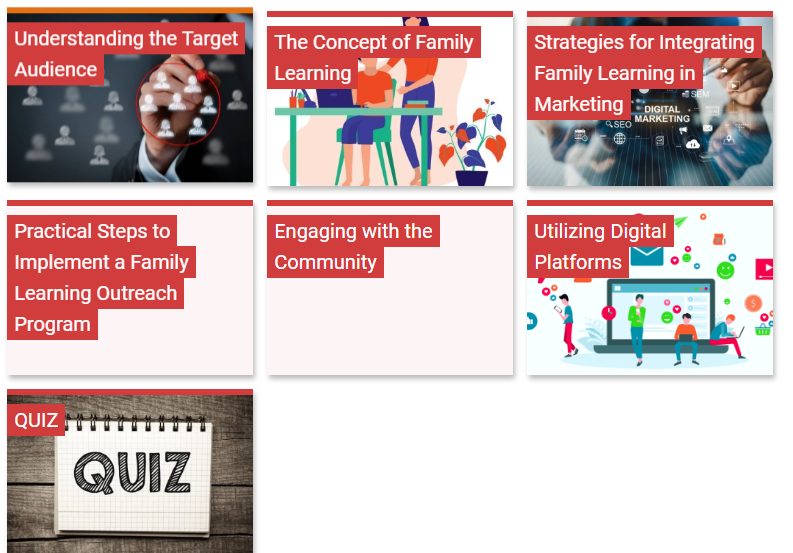 Understanding the Target
Audience
The Concept of Family
Learning
Strategies for Integrating
Family Learning in
Marketing
SEM
DIGITAL
MARKETING
SEO
Practical Steps to
Implement a Family
Learning Outreach
Program
Engaging with the
Community
Utilizing Digital
Platforms
$
QUIZ
QUIZ